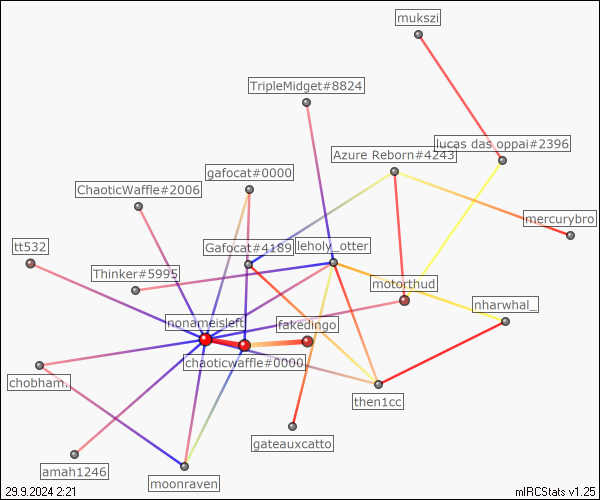 mukszi
TripleMidget#8824
lucas das oppai#2396
Azure Reborn#4243
gafocat#0000
ChaoticWaffle#2006
mercurybro
tt532
Gafocat#4189
leholy_otter
Thinker#5995
motorthud
nharwhal_
nonameisleft
fakedingo
chaoticwaffle#0000
chobham.
then1cc
gateauxcatto
amah1246
moonraven
29.9.2024 2:21
mIRCStats v1.25